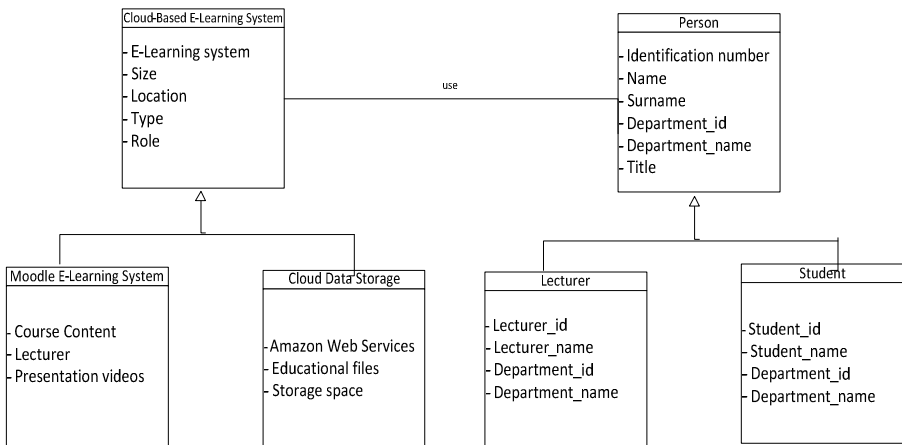 Cloud-Based E-Learning System
- E-Learning system
- Size
- Location
- Type
- Role
use
Person
- Identification number
- Name
- Surname
- Department_id
- Department_name
- Title
Moodle E-Learning System
- Course Content
- Lecturer
- Presentation videos
Cloud Data Storage
- Amazon Web Services
- Educational files
- Storage space
Lecturer
- Lecturer_id
- Lecturer_name
- Department_id
- Department_name
Student
- Student_id
- Student_name
- Department_id
- Department_name